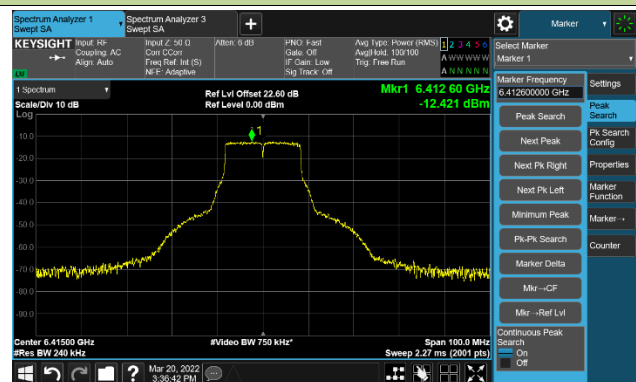 Spectrum Analyzer 1
Swept SA
Spectrum Analyzer 3
Swept SA
Marker
KEYSIGHT
Input: RF
Coupling: AC
Align: Auto
Input Z: 50 Ω
Corr CCorr
Freq Ref: Int (S)
NFE: Adaptive
Atten: 6 dB
PNO: Fast
Gate: Off
IF Gain: Low
Sig Track: Off
Avg Type: Power (RMS)
Avg|Hold: 100/100
Trig: Free Run
1 2 3 4 5 6
A W W W W W
A N N N N N
Select Marker
Marker 1
1 Spectrum
Scale/Div 10 dB
Log
Ref Lvl Offset 22.60 dB
Ref Level 0.00 dBm
Mkr1 6.412 60 GHz
-12.421 dBm
1
-10.0
-20.0
-30.0
-40.0
-50.0
-60.0
-70.0
-80.0
-90.0
Center 6.41500 GHz
#Res BW 240 kHz
#Video BW 750 kHz*
Span 100.0 MHz
Sweep 2.27 ms (2001 pts)
Marker Frequency
6.412600000 GHz
Peak Search
Next Peak
Next Pk Right
Next Pk Left
Minimum Peak
Pk-Pk Search
Marker Delta
Mkr→CF
Mkr→Ref Lvl
Continuous Peak
Search
On
Off
Settings
Peak
Search
Pk Search
Config
Properties
Marker
Function
Marker→
Counter
Mar 20, 2022
3:36:42 PM